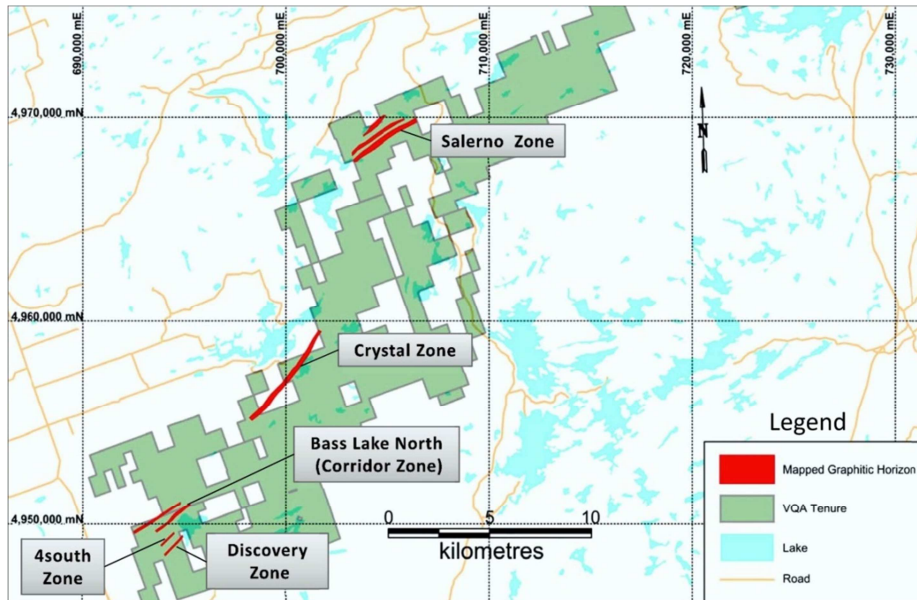 690,000 mE
700,000 mE
710,000 mE
720,000 mE
730,000 mE
4,970,000 mN
Salerno Zone
N
4,960,000 mN
Crystal Zone
Bass Lake North
(Corridor Zone)
4,950,000 mN
4south
Zone
Discovery
Zone
0 5 10
kilometres
Legend
Mapped Graphitic Horizon
VQA Tenure
Lake
Road